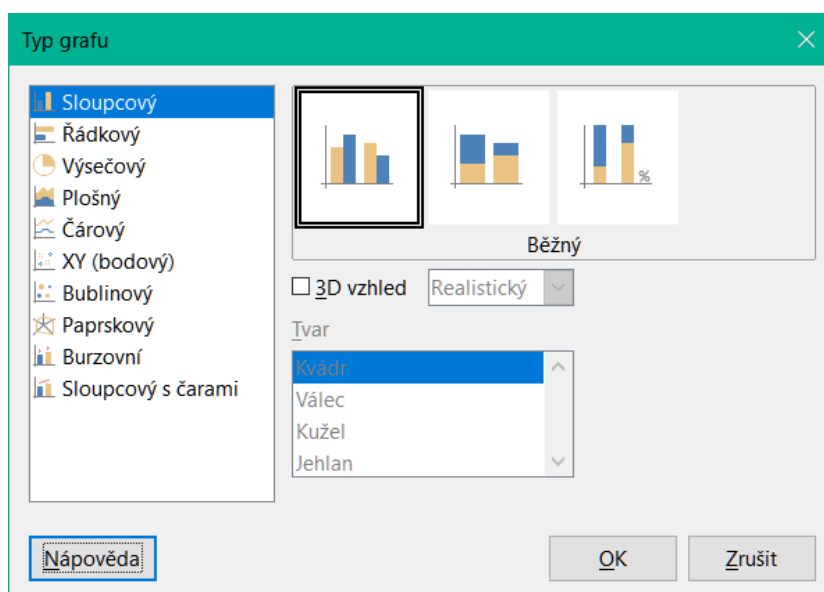 Typ grafu
Sloupcový
Řádkový
Výsečový
Plošný
Čárový
XY (bodový)
Bublinový
Paprskový
Burzovní
Sloupcový s čarami
%
Běžný
3D vzhled
Realistický
Tvar
Kvádr
Válec
Kužel
Jehlan
Nápověda
OK
Zrušit